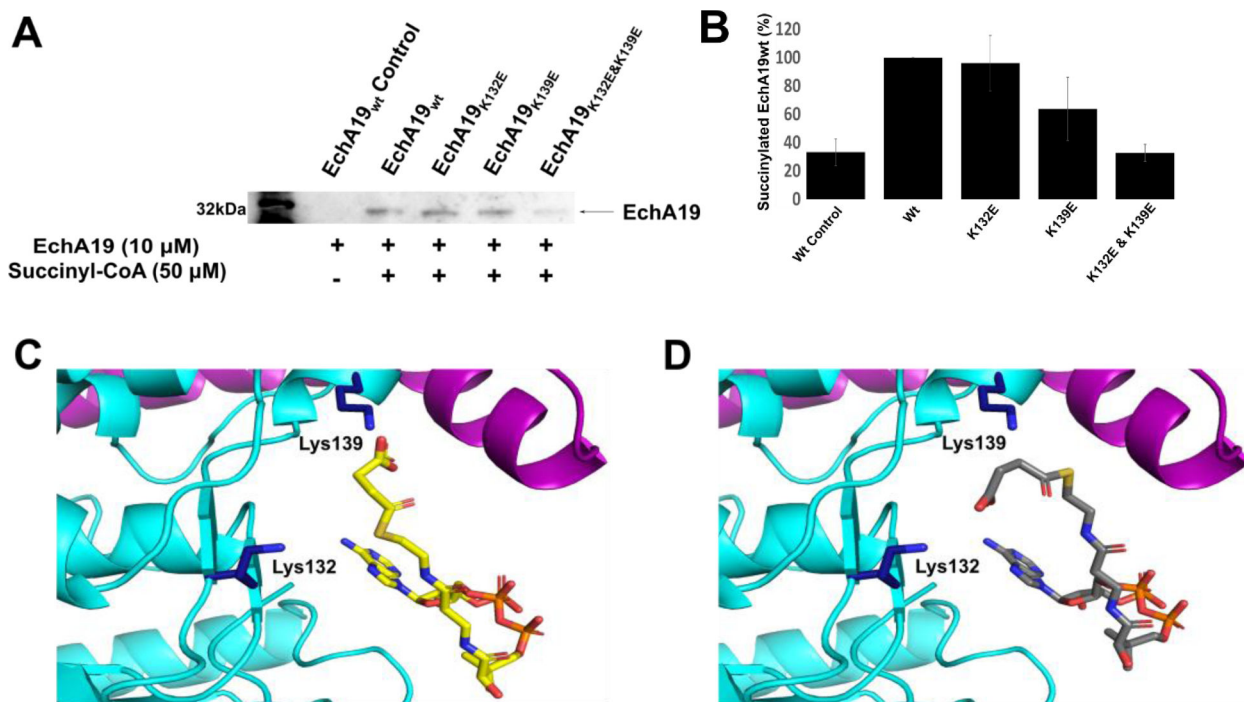 A
EchA19wt Control
EchA19wt
EchA19K132E
EchA19K139E
EchA19K132E&K139E
32kDa
EchA19
EchA19 (10 µM) + + + + +
Succinyl-CoA (50 µM) - + + + +
B
Succinylated EchA19wt (%)
120
100
80
60
40
20
0
Wt Control
Wt
K132E
K139E
K132E & K139E
C
Lys139
Lys132
D
Lys139
Lys132